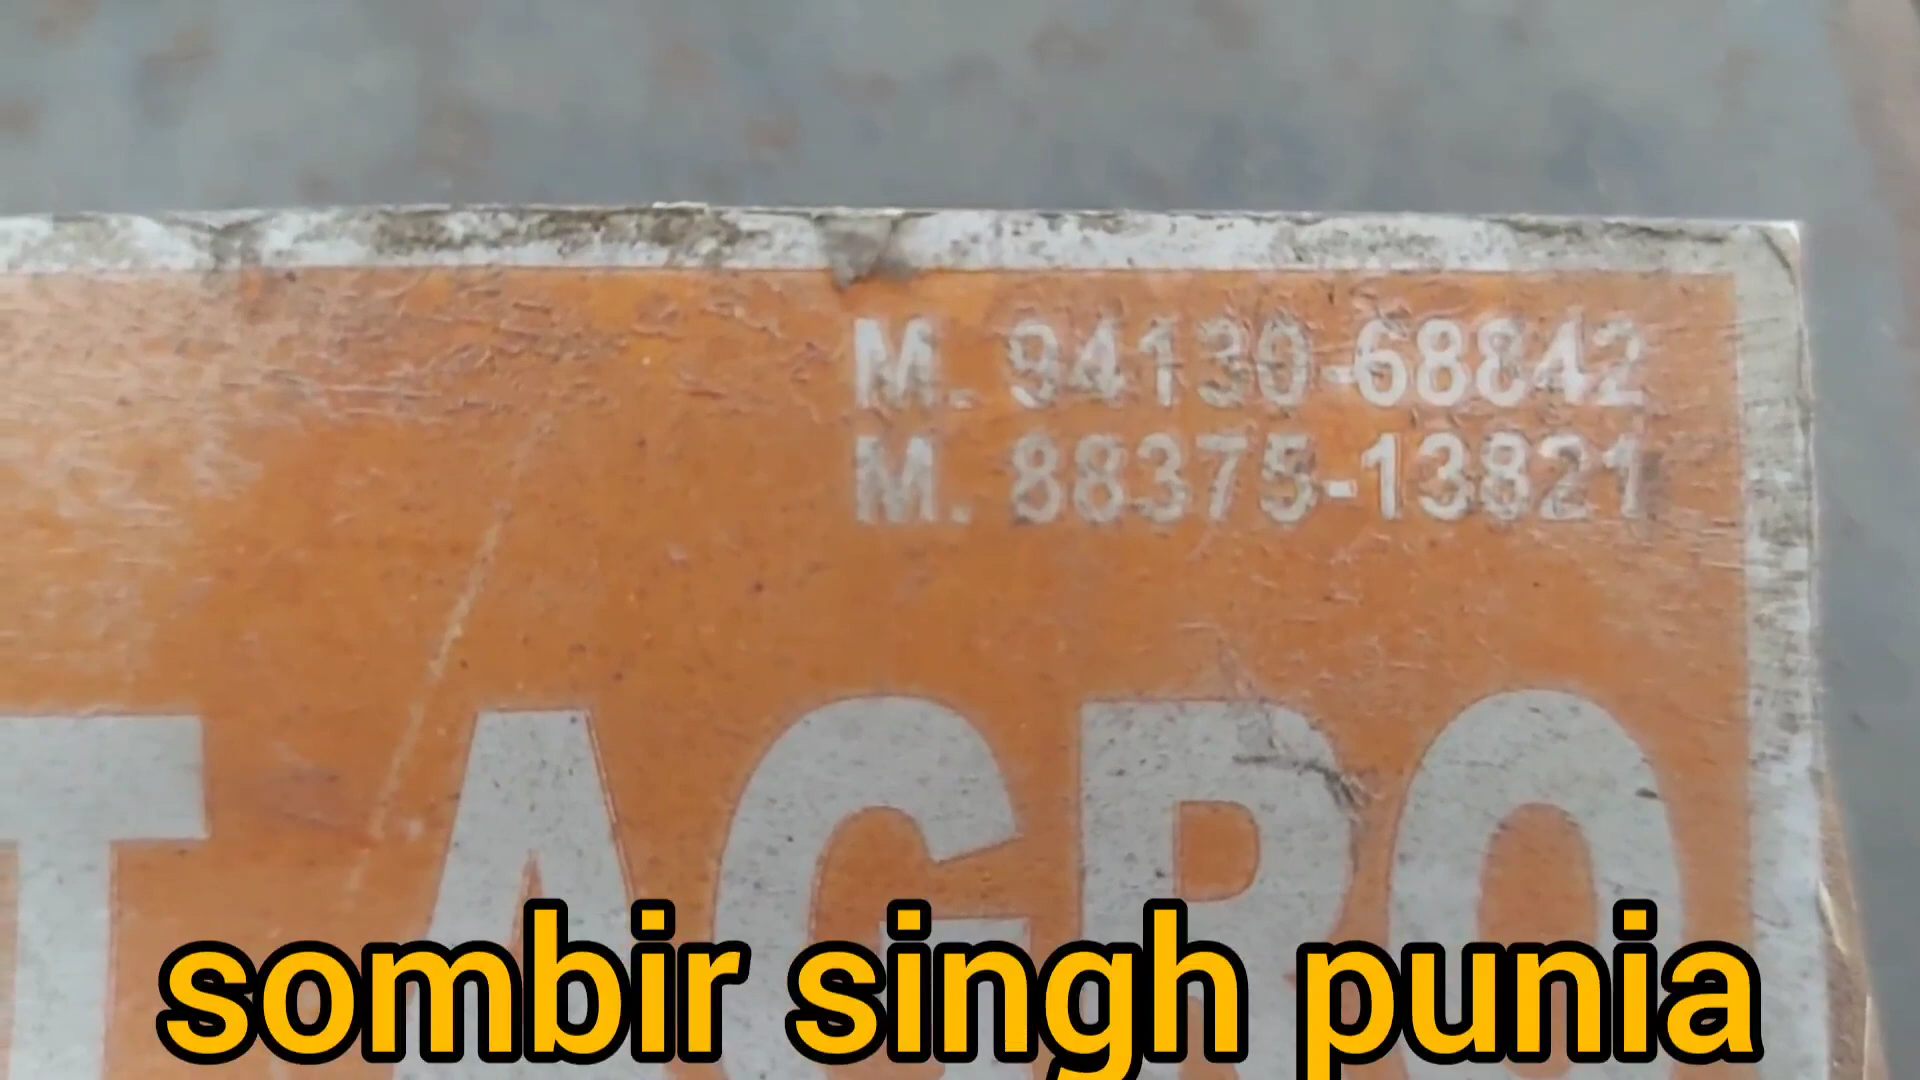 M. 94130-68842
M. 88375-13821
T AGRO
sombir singh punia